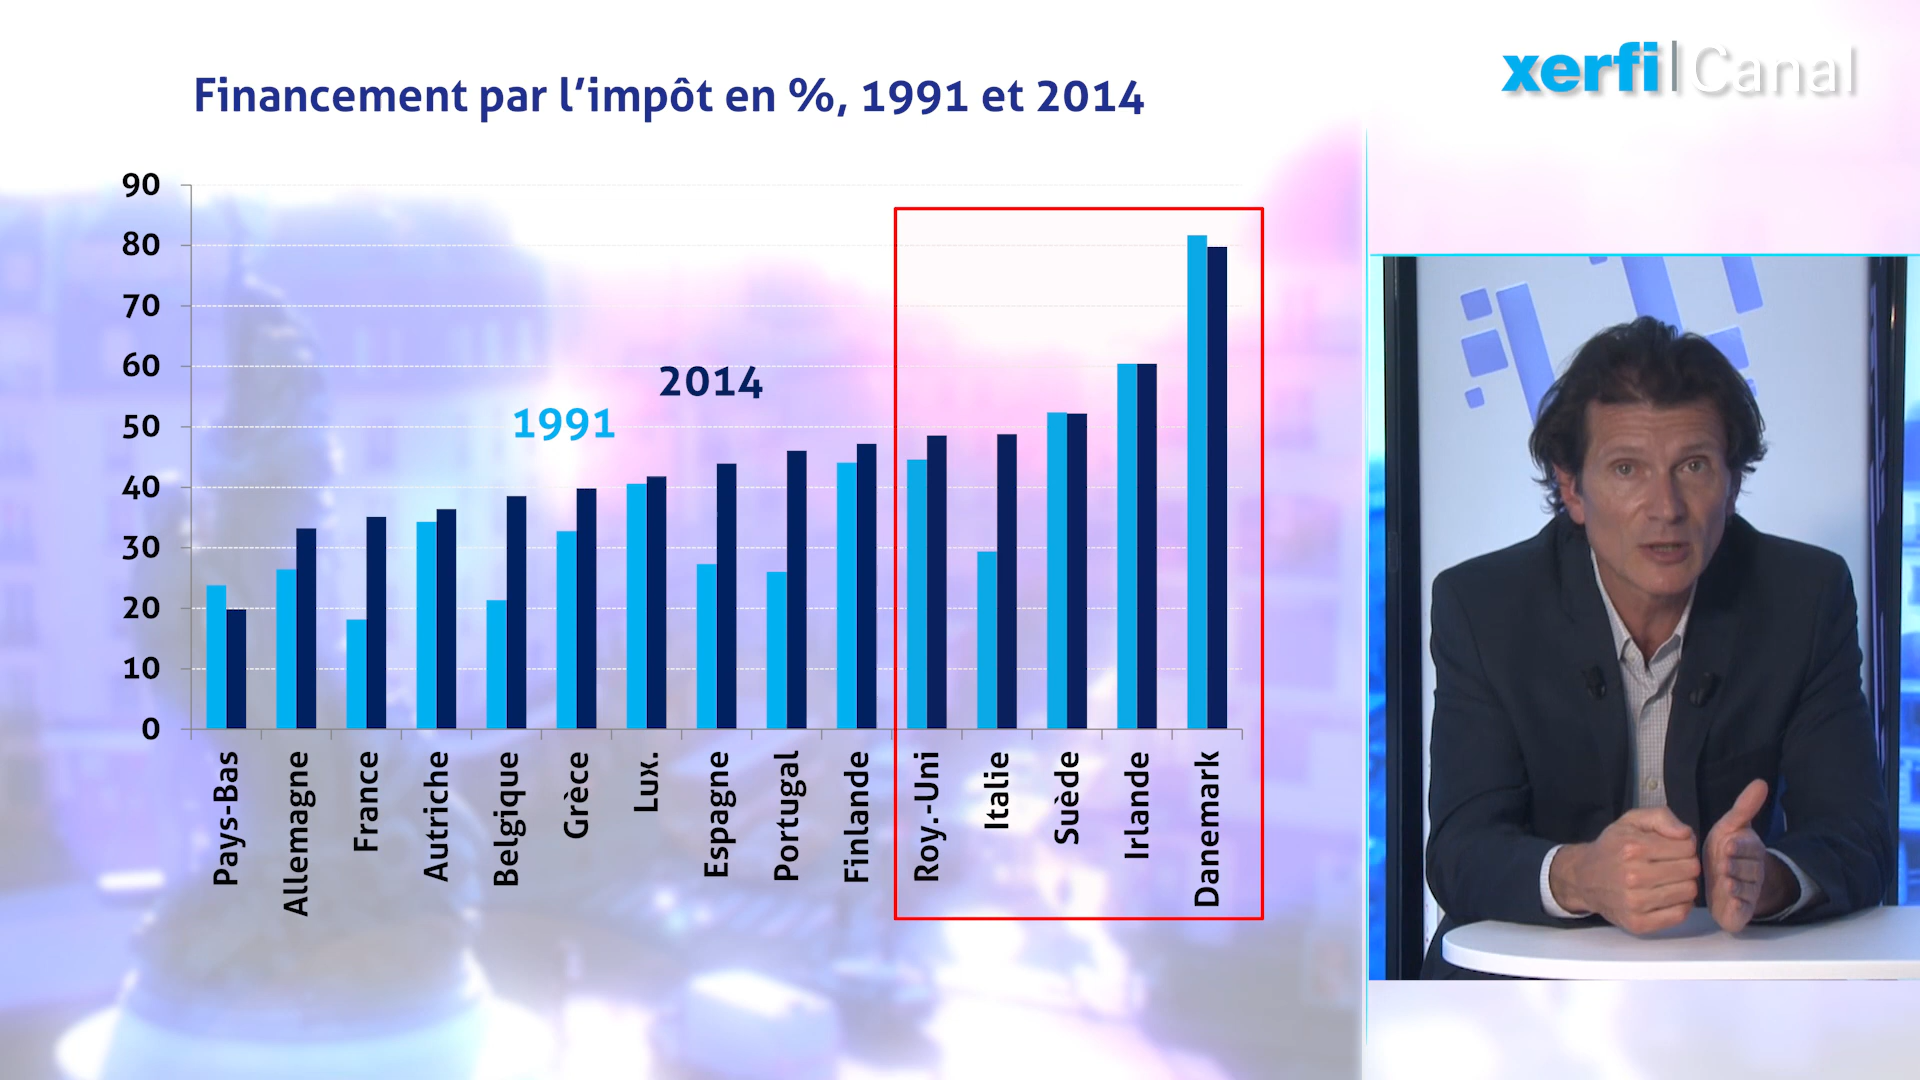 Financement par l'impôt en %, 1991 et 2014
xerfi Canal
90
80
70
60
50
40
30
20
10
0
1991
2014
Pays-Bas
Allemagne
France
Autriche
Belgique
Grèce
Lux.
Espagne
Portugal
Finlande
Roy.-Uni
Italie
Suède
Irlande
Danemark